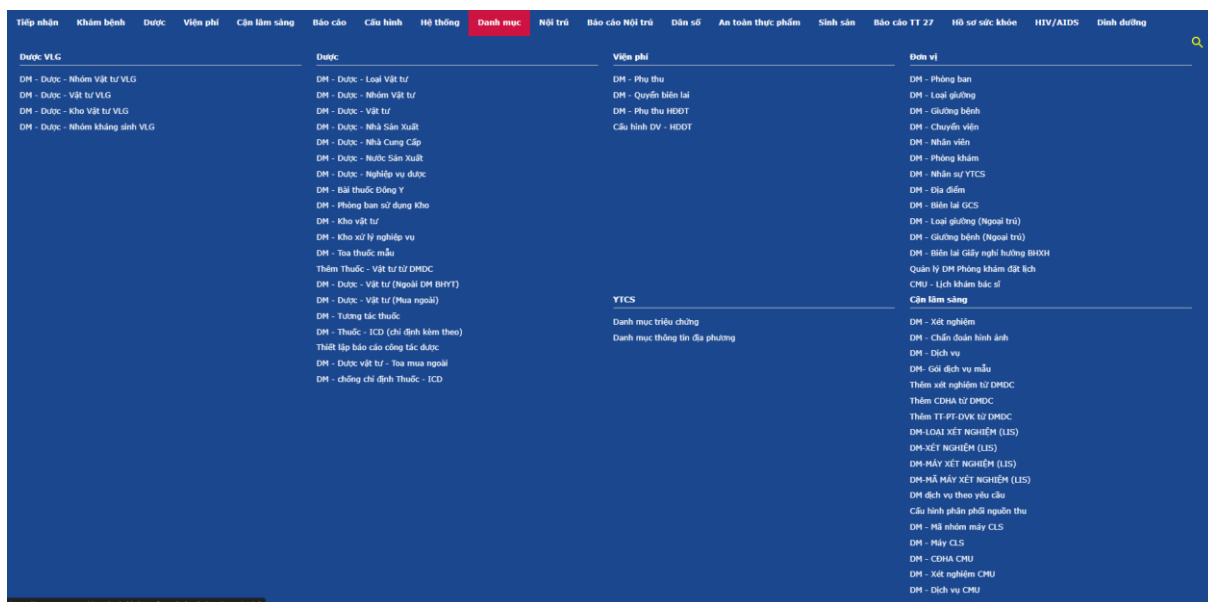 Tiếp nhận Khám bệnh Dược Viện phí Cận lâm sàng Báo cáo Cấu hình Hệ thống Danh mục Nội trú Báo cáo Nội trú Dân số An toàn thực phẩm Sinh sản Báo cáo TT 27 Hồ sơ sức khỏe HIV/AIDS Dinh dưỡng
Dược VLG
DM - Dược - Nhóm Vật tư VLG
DM - Dược - Vật tư VLG
DM - Dược - Kho Vật tư VLG
DM - Dược - Nhóm kháng sinh VLG
Dược
DM - Dược - Loại Vật tư
DM - Dược - Nhóm Vật tư
DM - Dược - Vật tư
DM - Dược - Nhà Sản Xuất
DM - Dược - Nhà Cung Cấp
DM - Dược - Nước Sản Xuất
DM - Dược - Nghiệp vụ dược
DM - Bài thuốc Đông Y
DM - Phòng ban sử dụng Kho
DM - Kho vật tư
DM - Kho xử lý nghiệp vụ
DM - Toa thuốc mẫu
Thêm Thuốc - Vật tư từ DMDC
DM - Dược - Vật tư (Ngoài DM BHYT)
DM - Dược - Vật tư (Mua ngoài)
DM - Tương tác thuốc
DM - Thuốc - ICD (chỉ định kèm theo)
Thiết lập báo cáo công tác dược
DM - Dược vật tư - Toa mua ngoài
DM - chống chỉ định Thuốc - ICD
Viện phí
DM - Phụ thu
DM - Quyển biên lai
DM - Phụ thu HĐDT
Cấu hình DV - HDDT
YTCS
Danh mục triệu chứng
Danh mục thông tin địa phương
Đơn vị
DM - Phòng ban
DM - Loại giường
DM - Giường bệnh
DM - Chuyển viện
DM - Nhân viên
DM - Phòng khám
DM - Nhân sự YTCS
DM - Địa điểm
DM - Biên lai GCS
DM - Loại giường (Ngoại trú)
DM - Giường bệnh (Ngoại trú)
DM - Biên lai Giấy nghỉ hưởng BHXH
Quản lý DM Phòng khám đặt lịch
CMU - Lịch khám bác sĩ
Cận lâm sàng
DM - Xét nghiệm
DM - Chẩn đoán hình ảnh
DM - Dịch vụ
DM- Gói dịch vụ mẫu
Thêm xét nghiệm từ DMDC
Thêm CDHA từ DMDC
Thêm TT-PT-DVK từ DMDC
DM-LOẠI XÉT NGHIỆM (LIS)
DM-XÉT NGHIỆM (LIS)
DM-MÁY XÉT NGHIỆM (LIS)
DM-MÃ MÁY XÉT NGHIỆM (LIS)
DM dịch vụ theo yêu cầu
Cấu hình phân phối nguồn thu
DM - Mã nhóm máy CLS
DM - Máy CLS
DM - CĐHA CMU
DM - Xét nghiệm CMU
DM - Dịch vụ CMU